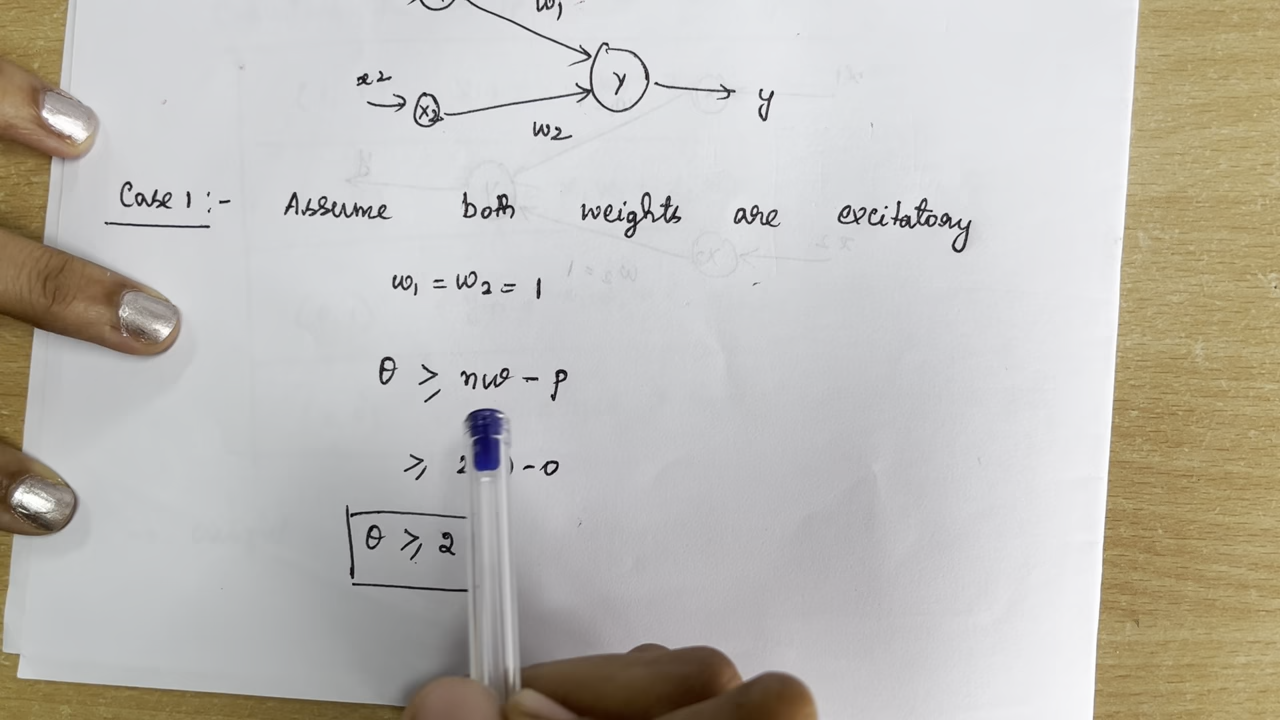 w1
x2
X2
Y
y
w2
Case 1:- Assume both weights are excitatory
w1 = w2 = 1
θ ≥ nw - p
≥ 2 - 0
θ ≥ 2